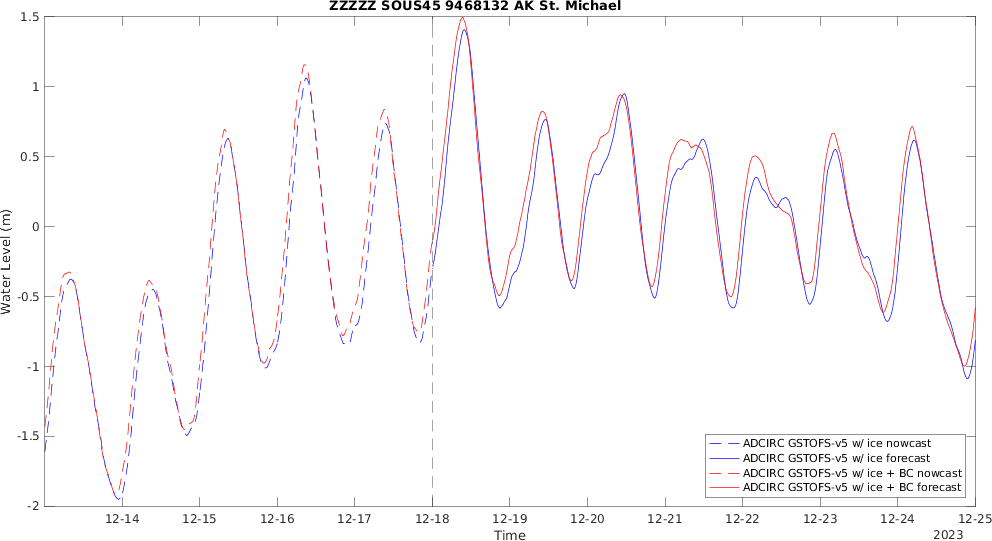 ZZZZZ SOUS45 9468132 AK St. Michael
1.5
1
0.5
0
-0.5
-1
-1.5
-2
Water Level (m)
12-14 12-15 12-16 12-17 12-18 12-19 12-20 12-21 12-22 12-23 12-24 12-25
Time
2023
ADCIRC GSTOFS-v5 w/ ice nowcast
ADCIRC GSTOFS-v5 w/ ice forecast
ADCIRC GSTOFS-v5 w/ ice + BC nowcast
ADCIRC GSTOFS-v5 w/ ice + BC forecast